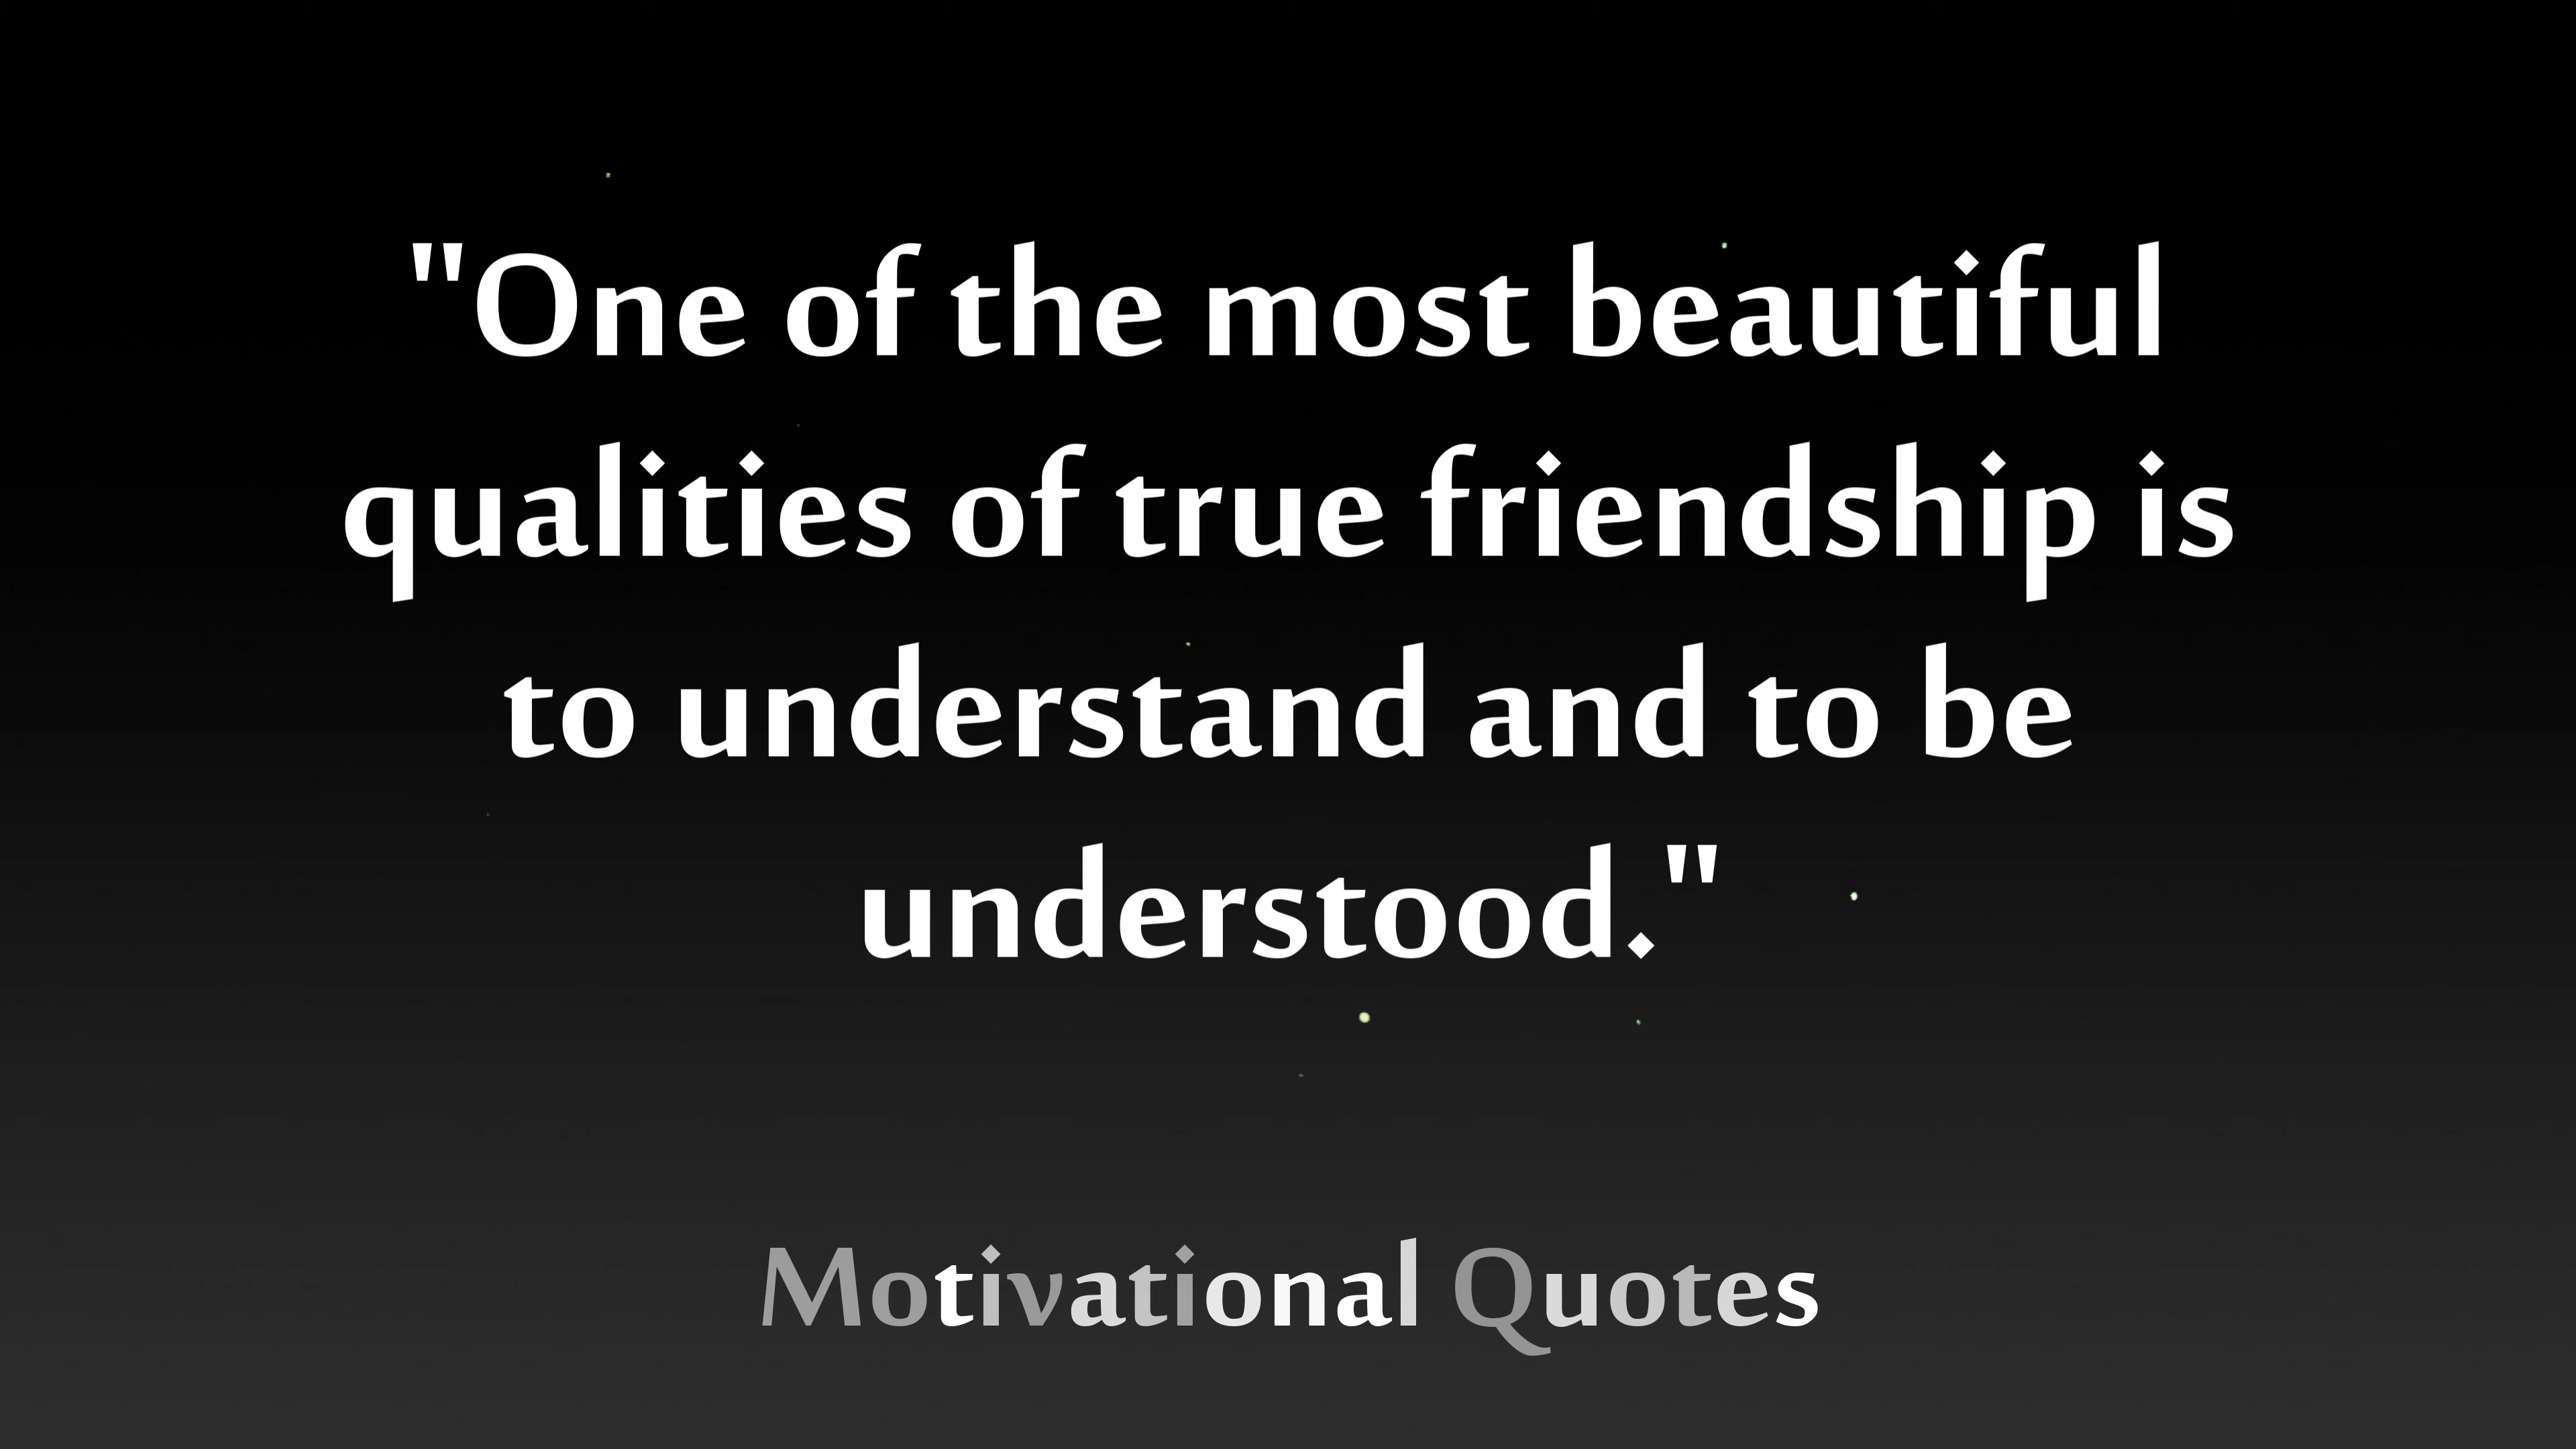 "One of the most beautiful
qualities of true friendship is
to understand and to be
understood."
Motivational Quotes